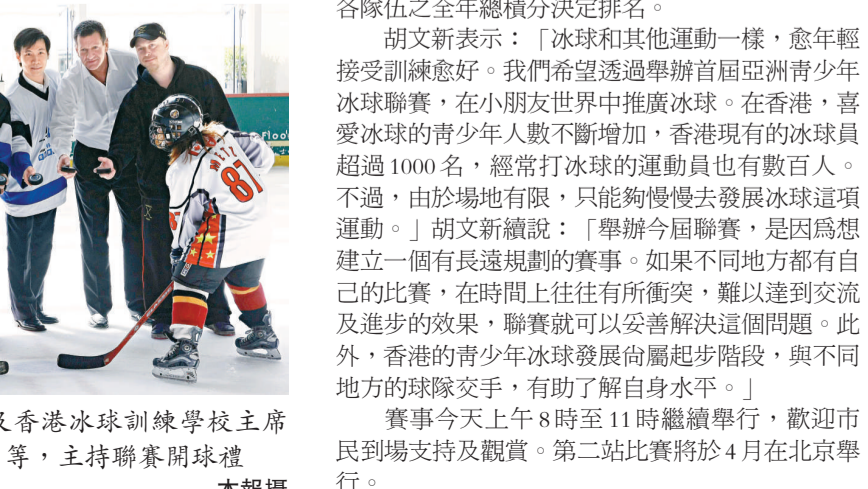 各隊伍之全年總積分決定排名。
胡文新表示：「冰球和其他運動一樣，愈年輕
接受訓練愈好。我們希望透過舉辦首屆亞洲青少年
冰球聯賽，在小朋友世界中推廣冰球。在香港，喜
愛冰球的青少年人數不斷增加，香港現有的冰球員
超過1000名，經常打冰球的運動員也有數百人。
不過，由於場地有限，只能夠慢慢去發展冰球這項
運動。」胡文新續說：「舉辦今屆聯賽，是因爲想
建立一個有長遠規劃的賽事。如果不同地方都有自
己的比賽，在時間上往往有所衝突，難以達到交流
及進步的效果，聯賽就可以妥善解決這個問題。此
外，香港的青少年冰球發展尙屬起步階段，與不同
地方的球隊交手，有助了解自身水平。」
賽事今天上午8時至11時繼續舉行，歡迎市
民到場支持及觀賞。第二站比賽將於4月在北京舉
行。
METZ
87
及香港冰球訓練學校主席
等，主持聯賽開球禮
本報攝